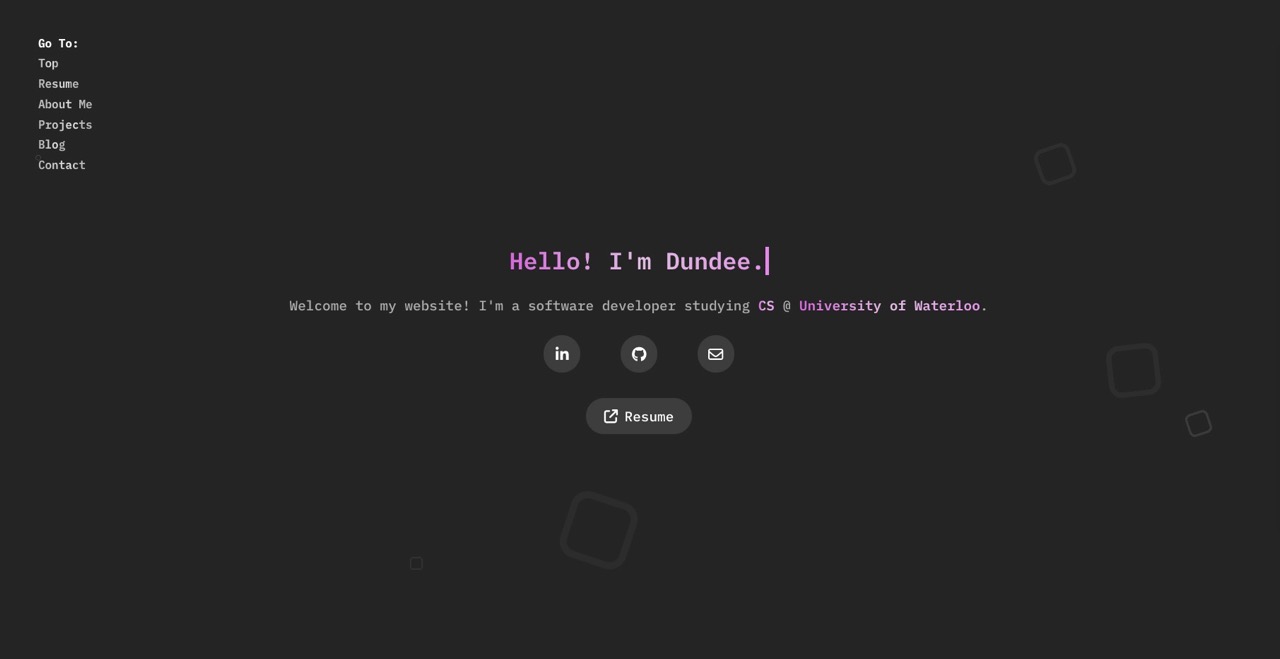 Go To:
Top
Resume
About Me
Projects
Blog
Contact
Hello! I'm Dundee.
Welcome to my website! I'm a software developer studying CS @ University of Waterloo.
in
Resume